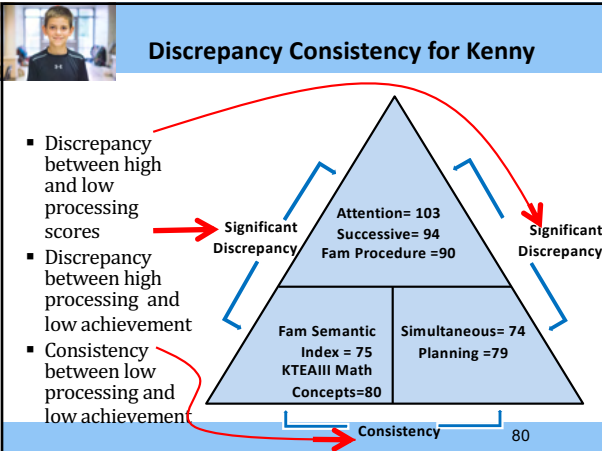 Discrepancy Consistency for Kenny
▪ Discrepancy
between high
and low
processing
scores
▪ Discrepancy
between high
processing and
low achievement
▪ Consistency
between low
processing and
low achievement
Significant
Discrepancy
Attention= 103
Successive= 94
Fam Procedure =90
Significant
Discrepancy
Fam Semantic
Index = 75
KTEAIII Math
Concepts=80
Simultaneous= 74
Planning =79
Consistency
80